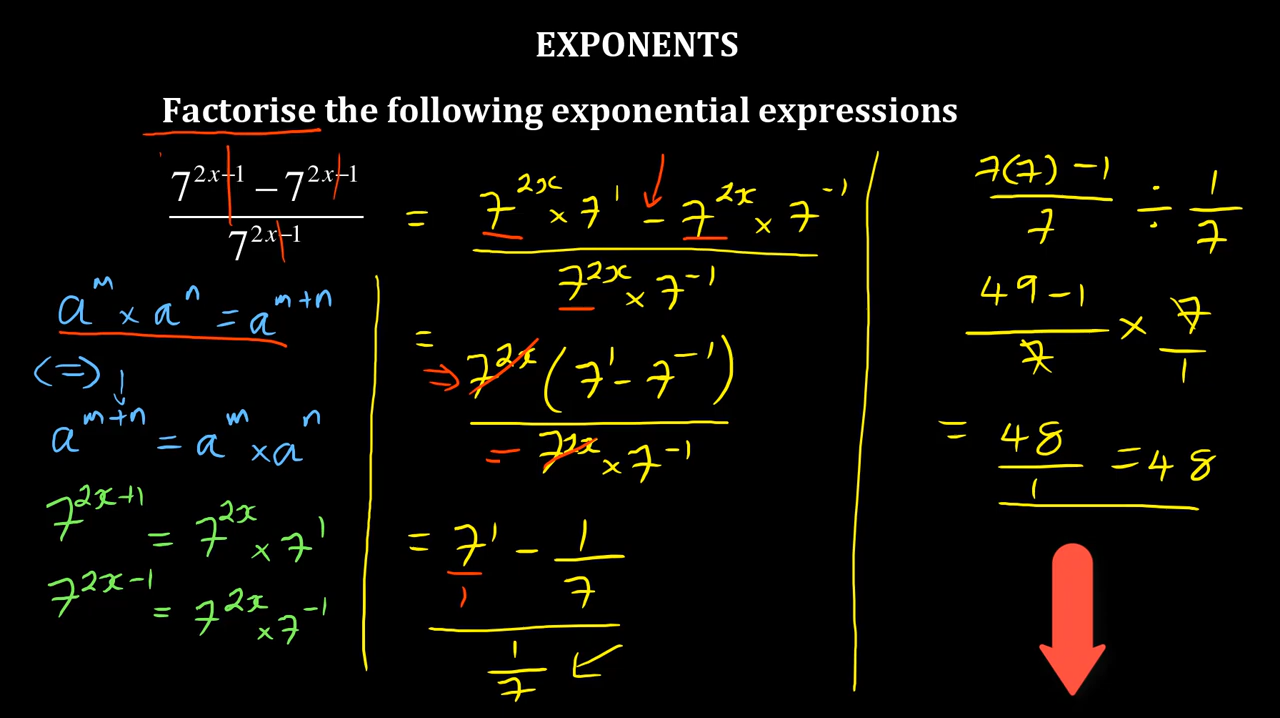 EXPONENTS
Factorise the following exponential expressions
7^{2x-1} - 7^{2x-1}
7^{2x-1}
a^m × a^n = a^{m+n}
(=)
a^{m+n} = a^m × a^n
7^{2x+1} = 7^{2x} × 7^1
7^{2x-1} = 7^{2x} × 7^{-1}
= 7^{2x} × 7^1 - 7^{2x} × 7^{-1}
7^{2x} × 7^{-1}
=
⇒ 7^{2x} (7^1 - 7^{-1})
= 7^{2x} × 7^{-1}
= 7^1/1 - 1/7
1/7
7(7) - 1
7
÷ 1/7
49 - 1
7
× 7/1
= 48/1 = 48